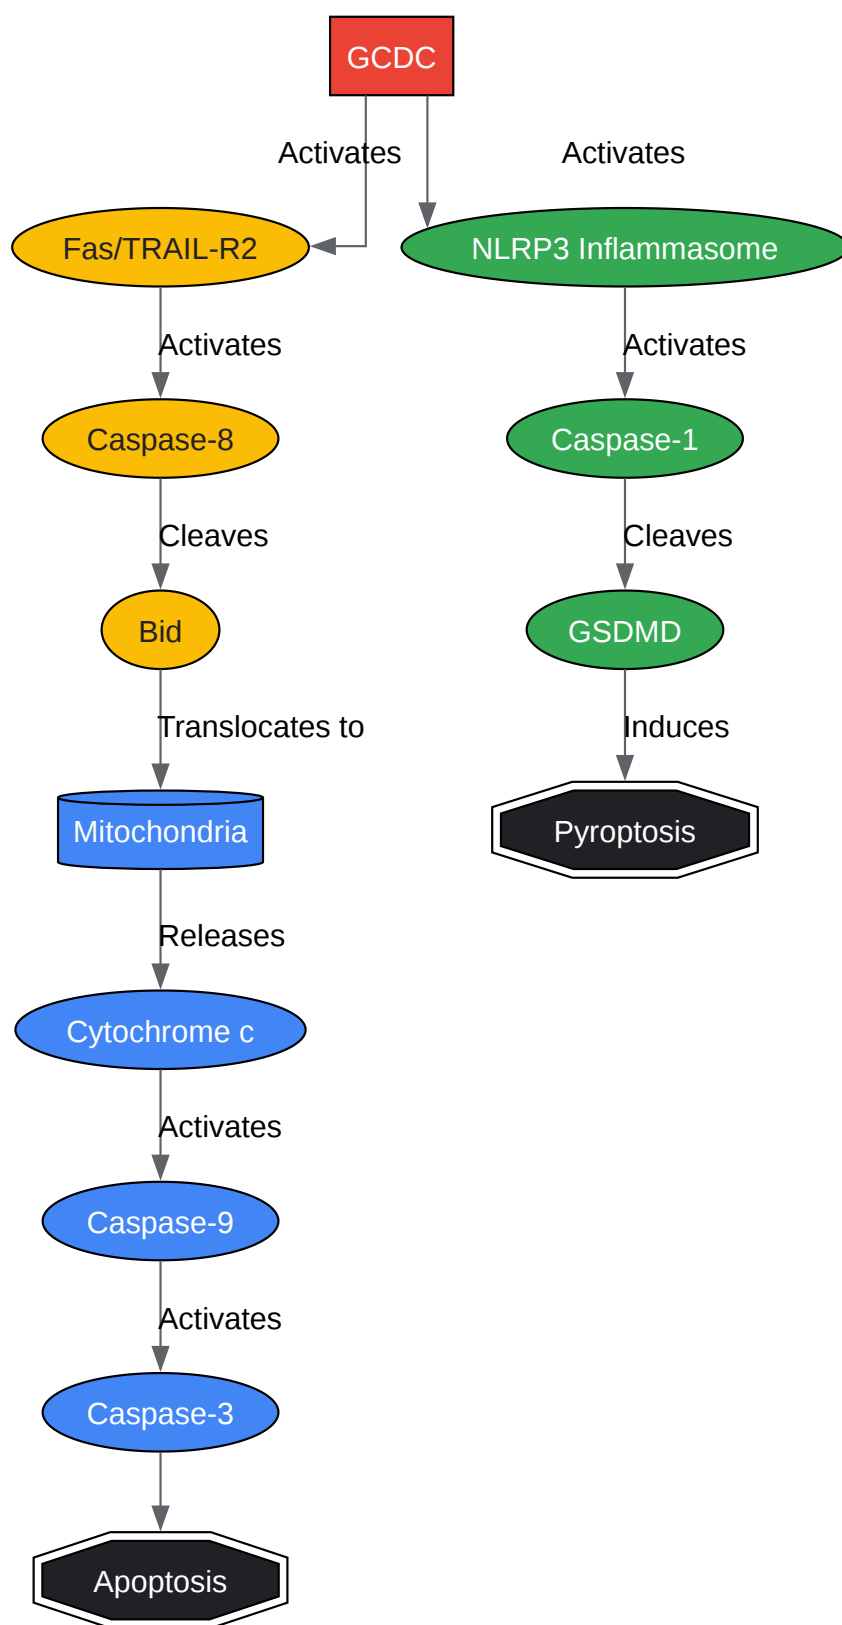 GCDC
Activates
Activates
Fas/TRAIL-R2
NLRP3 Inflammasome
Activates
Activates
Caspase-8
Caspase-1
Cleaves
Cleaves
Bid
GSDMD
Translocates to
Induces
Mitochondria
Pyroptosis
Releases
Cytochrome c
Activates
Caspase-9
Activates
Caspase-3
Apoptosis